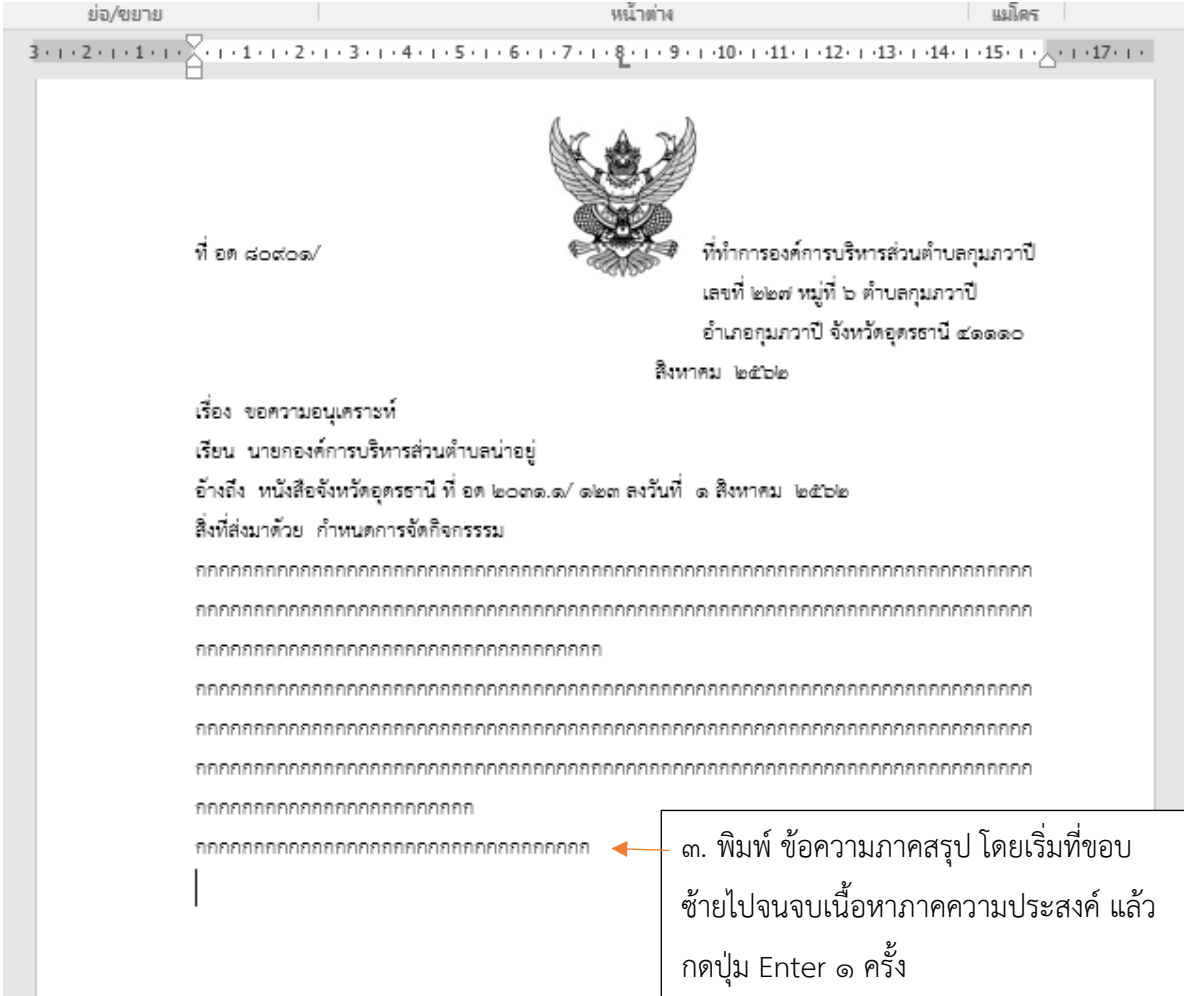 ย่อ/ขยาย หน้าต่าง แมโคร
3 2 1 1 2 3 4 5 6 7 8 9 10 11 12 13 14 15 17
ที่ อด ๘๐๙๐๑/ ที่ทำการองค์การบริหารส่วนตำบลกุมภวาปี
เลขที่ ๒๒๗ หมู่ที่ ๖ ตำบลกุมภวาปี
อำเภอกุมภวาปี จังหวัดอุดรธานี ๔๑๑๑๐
สิงหาคม ๒๕๖๒
เรื่อง ขอความอนุเคราะห์
เรียน นายกองค์การบริหารส่วนตำบลน่าอยู่
อ้างถึง หนังสือจังหวัดอุดรธานี ที่ อด ๒๐๓๑.๑/ ๑๒๓ ลงวันที่ ๑ สิงหาคม ๒๕๖๒
สิ่งที่ส่งมาด้วย กำหนดการจัดกิจกรรรม
กกกกกกกกกกกกกกกกกกกกกกกกกกกกกกกกกกกกกกกกกกกกกกกกกกกกกกกกกกกกกกกกกกกกกกกก
กกกกกกกกกกกกกกกกกกกกกกกกกกกกกกกกกกกกกกกกกกกกกกกกกกกกกกกกกกกกกกกกกกกกกกกก
กกกกกกกกกกกกกกกกกกกกกกกกกกกกกกกกกกก
กกกกกกกกกกกกกกกกกกกกกกกกกกกกกกกกกกกกกกกกกกกกกกกกกกกกกกกกกกกกกกกกกกกกกกกก
กกกกกกกกกกกกกกกกกกกกกกกกกกกกกกกกกกกกกกกกกกกกกกกกกกกกกกกกกกกกกกกกกกกกกกกก
กกกกกกกกกกกกกกกกกกกกกกกกกกกกกกกกกกกกกกกกกกกกกกกกกกกกกกกกกกกกกกกกกกกกกกกก
กกกกกกกกกกกกกกกกกกกกกกกก
กกกกกกกกกกกกกกกกกกกกกกกกกกกกกกกกกก
๓. พิมพ์ ข้อความภาคสรุป โดยเริ่มที่ขอบ
ซ้ายไปจนจบเนื้อหาภาคความประสงค์ แล้ว
กดปุ่ม Enter ๑ ครั้ง